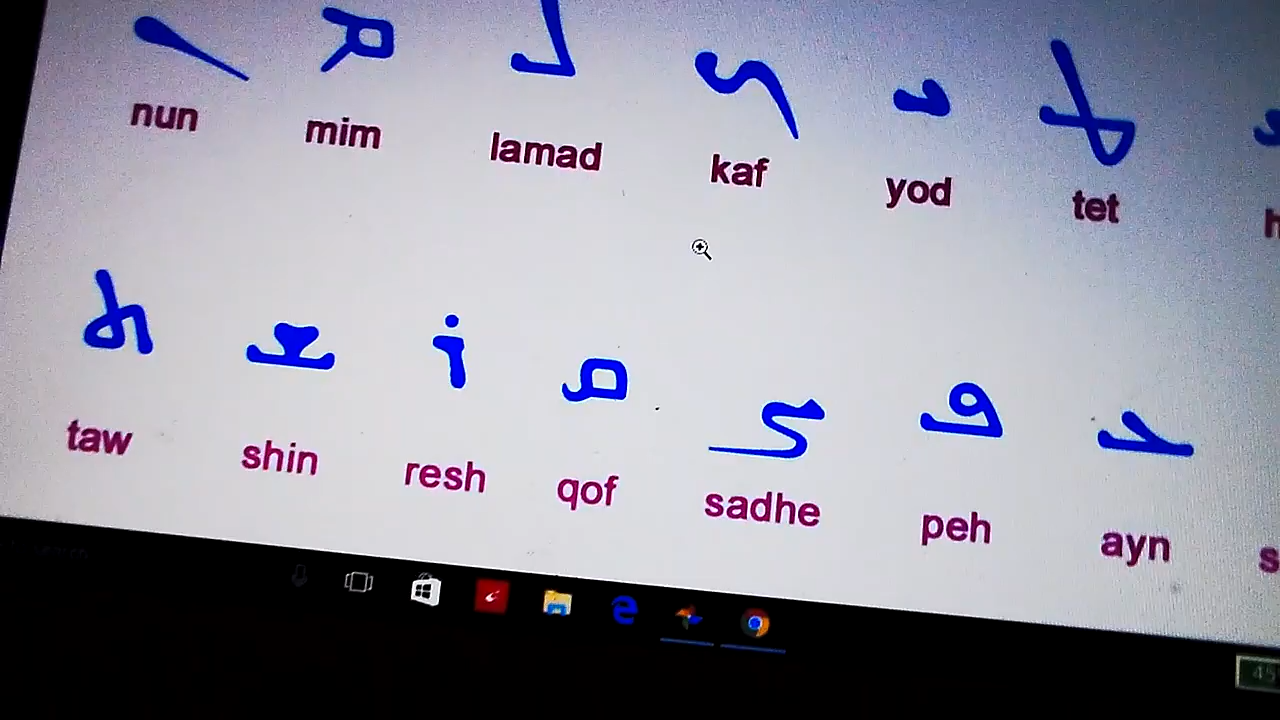 ܢ ܡ ܠ ܟ ܝ ܛ
nun mim lamad kaf yod tet
ܬ ܫ ܪ ܩ ܨ ܦ ܥ
taw shin resh qof sadhe peh ayn